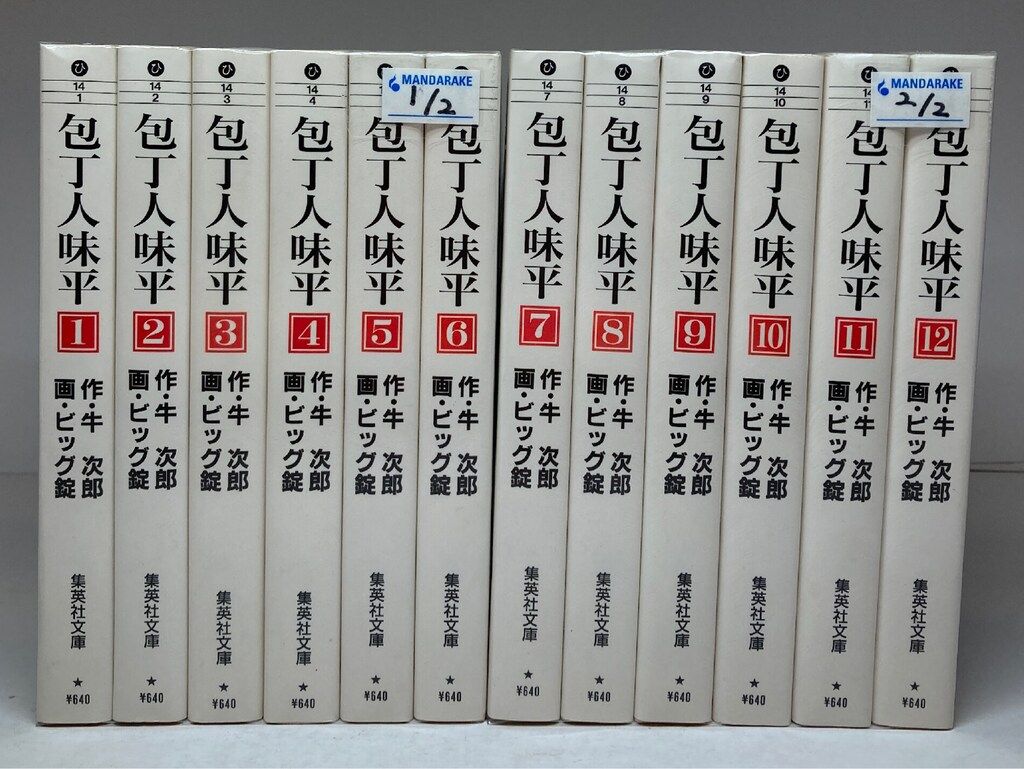 ひ
14
1
包丁人味平
1
作・牛 次郎
画・ビッグ錠
集英社文庫
★
¥640
ひ
14
2
包丁人味平
2
作・牛 次郎
画・ビッグ錠
集英社文庫
★
¥640
ひ
14
3
包丁人味平
3
作・牛 次郎
画・ビッグ錠
集英社文庫
★
¥640
ひ
14
4
包丁人味平
4
作・牛 次郎
画・ビッグ錠
集英社文庫
★
¥640
MANDARAKE
1/2
包丁人味平
5
作・牛 次郎
画・ビッグ錠
集英社文庫
★
¥640
包丁人味平
6
作・牛 次郎
画・ビッグ錠
集英社文庫
★
¥640
ひ
14
7
包丁人味平
7
作・牛 次郎
画・ビッグ錠
集英社文庫
★
¥640
ひ
14
8
包丁人味平
8
作・牛 次郎
画・ビッグ錠
集英社文庫
★
¥640
ひ
14
9
包丁人味平
9
作・牛 次郎
画・ビッグ錠
集英社文庫
★
¥640
ひ
14
10
包丁人味平
10
作・牛 次郎
画・ビッグ錠
集英社文庫
★
¥640
MANDARAKE
2/2
ひ
包丁人味平
11
作・牛 次郎
画・ビッグ錠
集英社文庫
★
¥640
ひ
包丁人味平
12
作・牛 次郎
画・ビッグ錠
集英社文庫
★
¥640